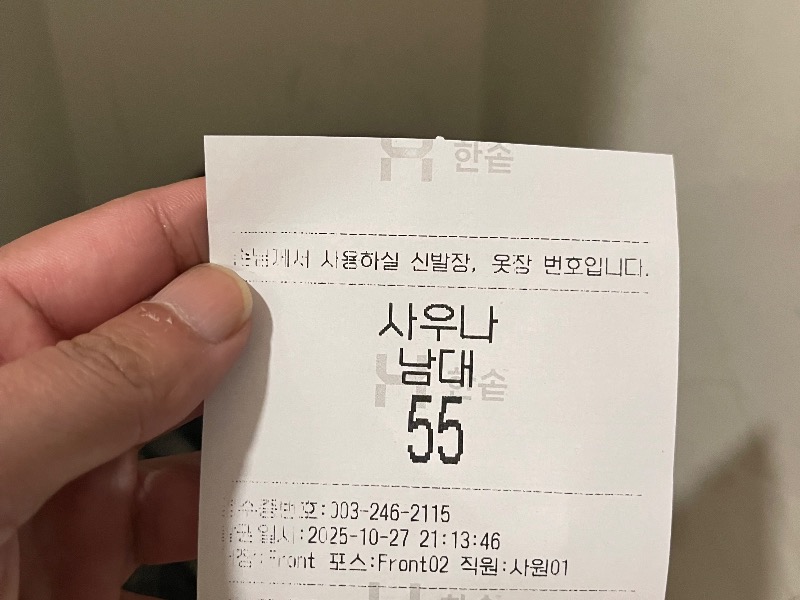 한솥
사용하실 신발장, 옷장 번호입니다.
사우나
남대
한솥
55
:003-246-2115
:2025-10-27 21:13:46
Front 포스:Front02 직원:사원01